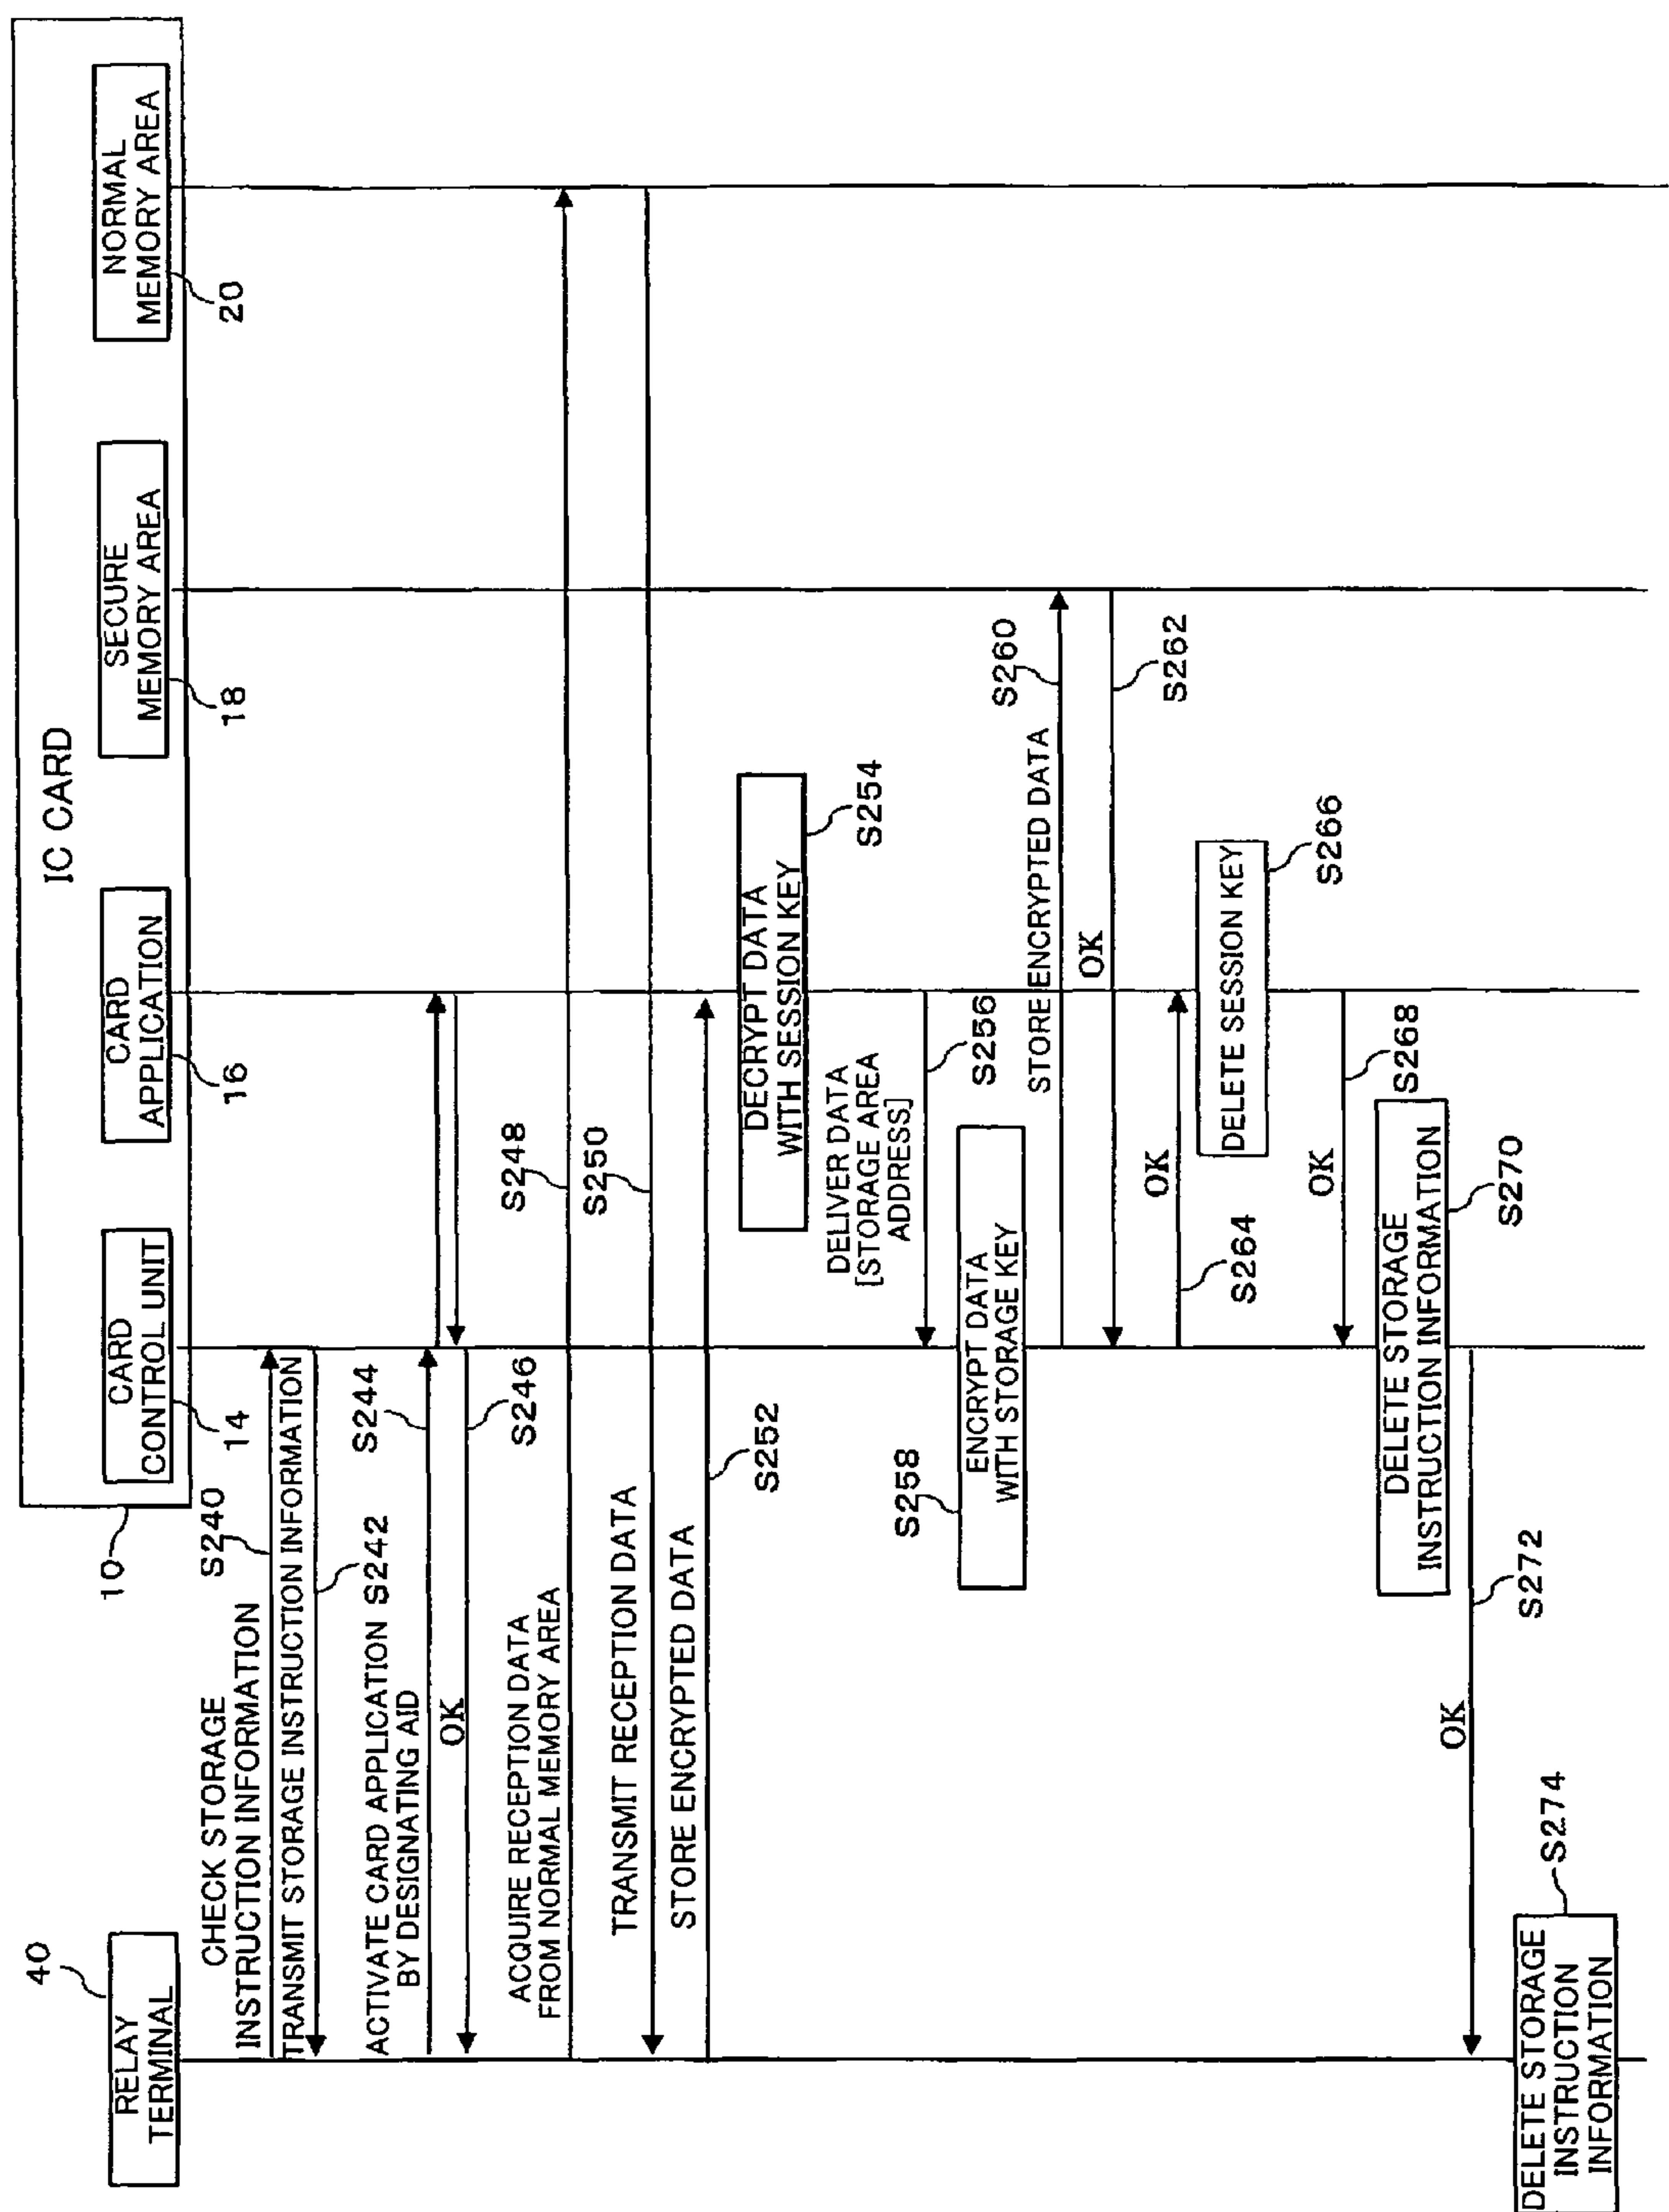 IC CARD
10
RELAY
TERMINAL
40
CARD
CONTROL UNIT
14
CARD
APPLICATION
16
SECURE
MEMORY AREA
18
NORMAL
MEMORY AREA
20
CHECK STORAGE
INSTRUCTION INFORMATION
S240
TRANSMIT STORAGE INSTRUCTION INFORMATION
S242
ACTIVATE CARD APPLICATION
BY DESIGNATING AID
S244
OK
S246
ACQUIRE RECEPTION DATA
FROM NORMAL MEMORY AREA
S248
TRANSMIT RECEPTION DATA
S250
STORE ENCRYPTED DATA
S252
DECRYPT DATA
WITH SESSION KEY
S254
DELIVER DATA
[STORAGE AREA
ADDRESS]
S256
ENCRYPT DATA
WITH STORAGE KEY
S258
STORE ENCRYPTED DATA
S260
OK
S262
OK
S264
DELETE SESSION KEY
S266
OK
S268
DELETE STORAGE
INSTRUCTION INFORMATION
S270
OK
S272
DELETE STORAGE
INSTRUCTION
INFORMATION
S274